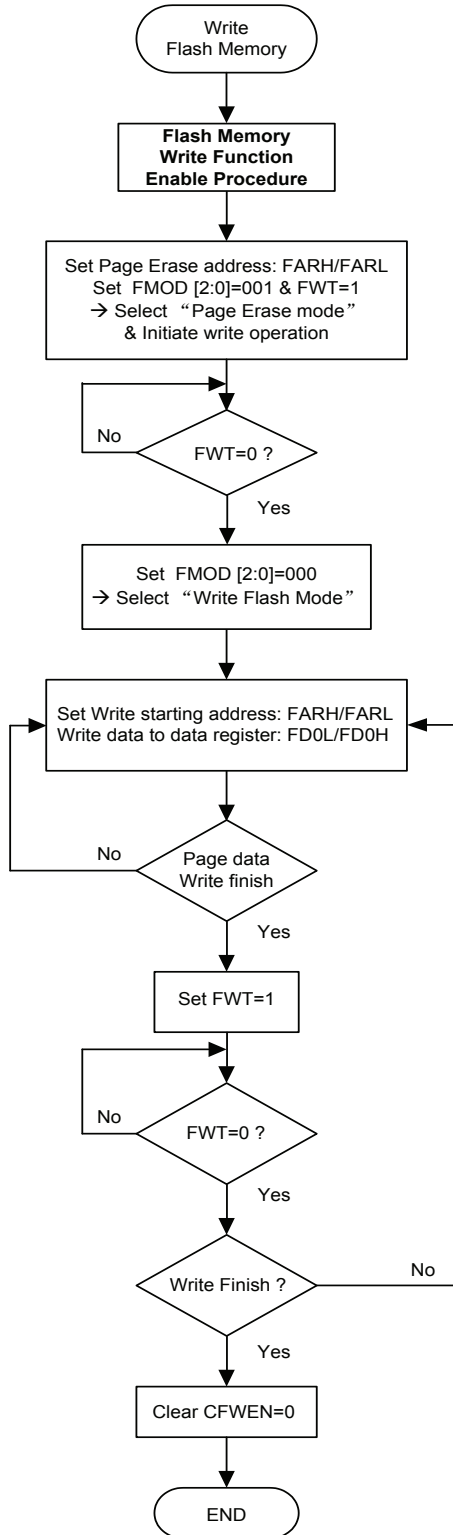 Write
Flash Memory
Flash Memory
Write Function
Enable Procedure
Set Page Erase address: FARH/FARL
Set FMOD [2:0]=001 & FWT=1
→ Select “Page Erase mode”
& Initiate write operation
No
FWT=0 ?
Yes
Set FMOD [2:0]=000
→ Select “Write Flash Mode”
Set Write starting address: FARH/FARL
Write data to data register: FD0L/FD0H
No
Page data
Write finish
Yes
Set FWT=1
No
FWT=0 ?
Yes
Write Finish ?
No
Yes
Clear CFWEN=0
END